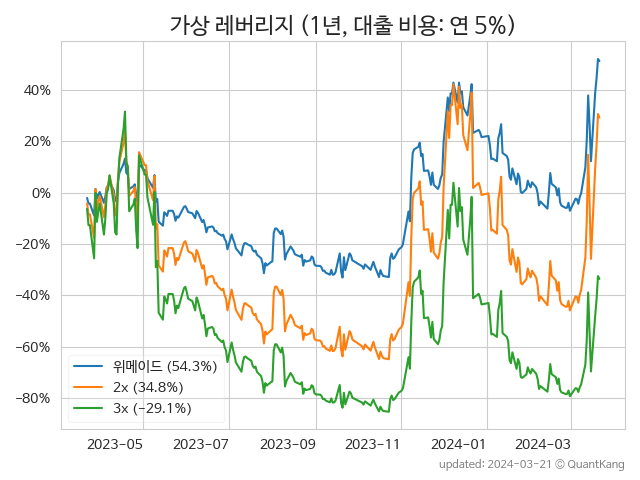 가상 레버리지 (1년, 대출 비용: 연 5%)
40%
20%
0%
−20%
−40%
−60%
−80%
위메이드 (54.3%)
2x (34.8%)
3x (−29.1%)
2023-05
2023-07
2023-09
2023-11
2024-01
2024-03
updated: 2024-03-21 © QuantKang